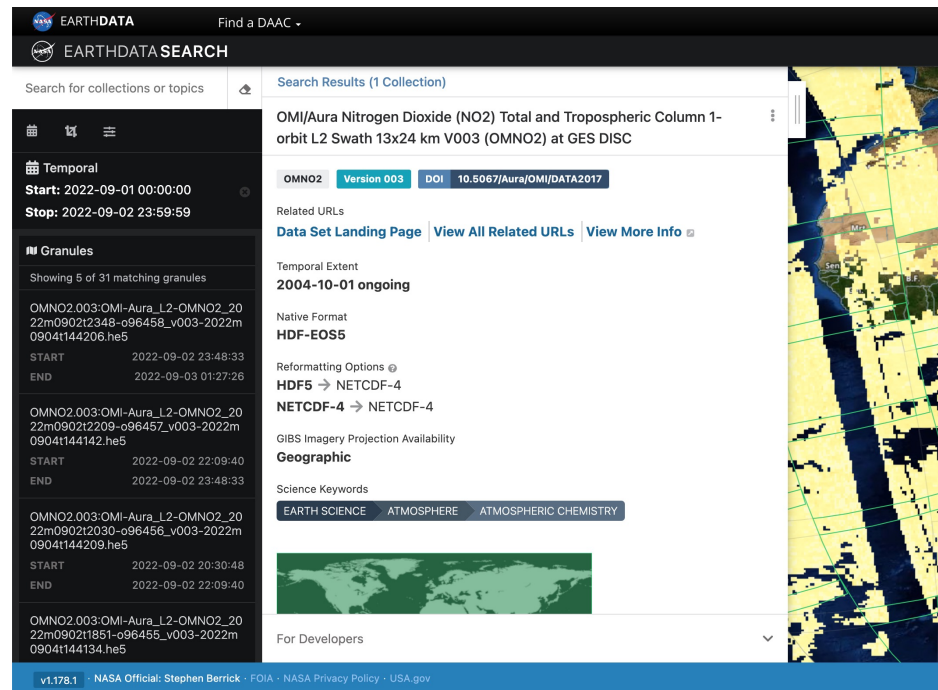 EARTHDATA
Find a DAAC
EARTHDATA SEARCH
Search for collections or topics
Temporal
Start: 2022-09-01 00:00:00
Stop: 2022-09-02 23:59:59
Granules
Showing 5 of 31 matching granules
OMNO2.003:OMI-Aura_L2-OMNO2_20
22m0902t2348-o96458_v003-2022m
0904t144206.he5
START 2022-09-02 23:48:33
END 2022-09-03 01:27:26
OMNO2.003:OMI-Aura_L2-OMNO2_20
22m0902t2209-o96457_v003-2022m
0904t144142.he5
START 2022-09-02 22:09:40
END 2022-09-02 23:48:33
OMNO2.003:OMI-Aura_L2-OMNO2_20
22m0902t2030-o96456_v003-2022m
0904t144209.he5
START 2022-09-02 20:30:48
END 2022-09-02 22:09:40
OMNO2.003:OMI-Aura_L2-OMNO2_20
22m0902t1851-o96455_v003-2022m
0904t144134.he5
Search Results (1 Collection)
OMI/Aura Nitrogen Dioxide (NO2) Total and Tropospheric Column 1-
orbit L2 Swath 13x24 km V003 (OMNO2) at GES DISC
OMNO2 Version 003 DOI 10.5067/Aura/OMI/DATA2017
Related URLs
Data Set Landing Page View All Related URLs View More Info
Temporal Extent
2004-10-01 ongoing
Native Format
HDF-EOS5
Reformatting Options
HDF5 → NETCDF-4
NETCDF-4 → NETCDF-4
GIBS Imagery Projection Availability
Geographic
Science Keywords
EARTH SCIENCE ATMOSPHERE ATMOSPHERIC CHEMISTRY
For Developers
Sen
B.F.
v1.178.1 · NASA Official: Stephen Berrick · FOIA · NASA Privacy Policy · USA.gov